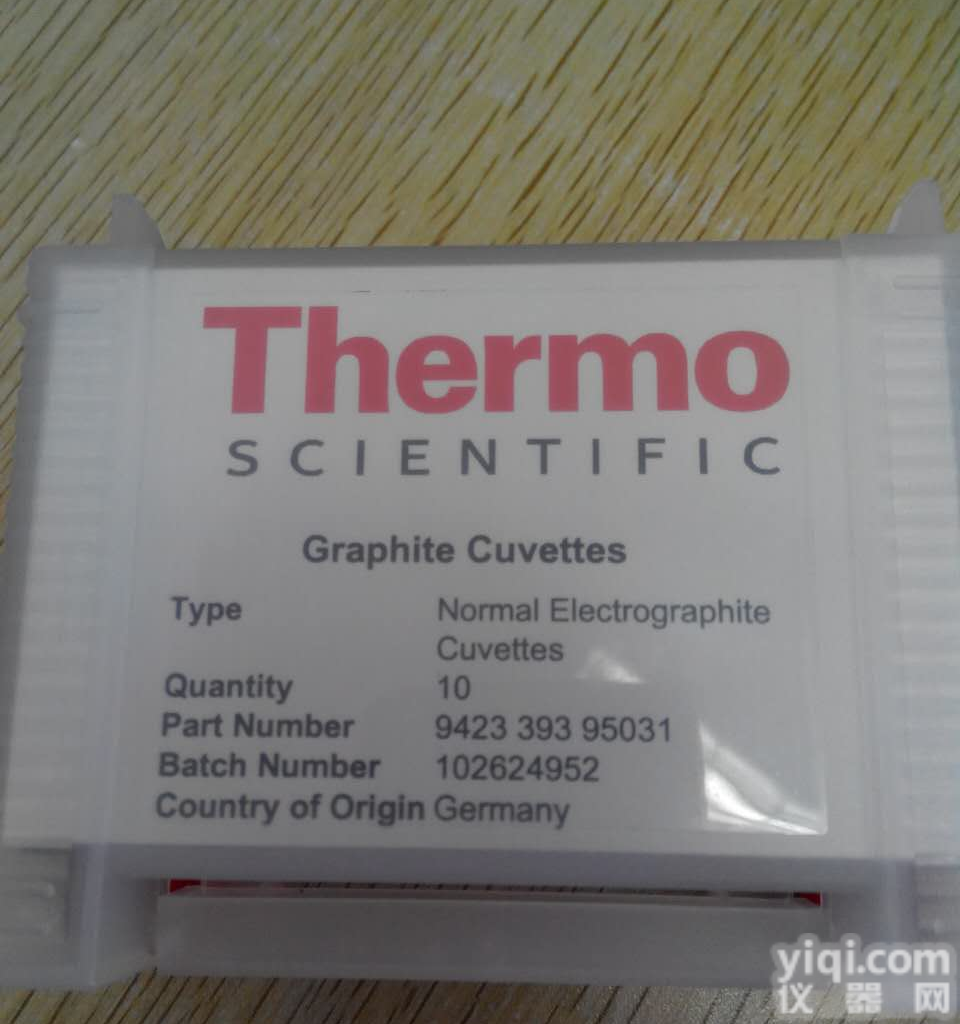 Thermo
SCIENTIFIC
Graphite Cuvettes
Type Normal Electrographite
Cuvettes
Quantity 10
Part Number 9423 393 95031
Batch Number 102624952
Country of Origin Germany
yiqi.com
仪器网